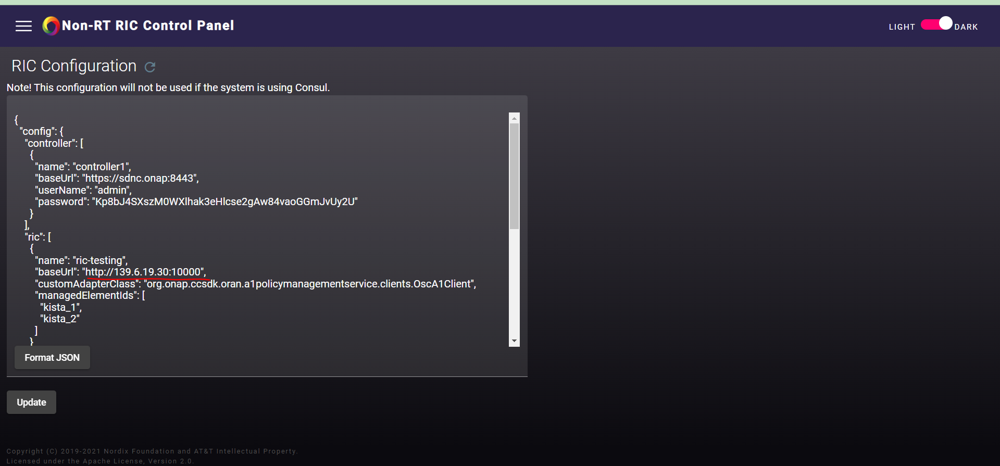 Non-RT RIC Control Panel
LIGHT DARK
RIC Configuration
Note! This configuration will not be used if the system is using Consul.
{
"config": {
"controller": [
{
"name": "controller1",
"baseUrl": "https://sdnc.onap:8443",
"userName": "admin",
"password": "Kp8bJ4SXszM0WXlhak3eHlcse2gAw84vaoGGmJvUy2U"
}
],
"ric": [
{
"name": "ric-testing",
"baseUrl": "http://139.6.19.30:10000",
"customAdapterClass": "org.onap.ccsdk.oran.a1policymanagementservice.clients.OscA1Client",
"managedElementIds": [
"kista_1",
"kista_2"
]
}
Format JSON
Update
Copyright (C) 2019-2021 Nordix Foundation and AT&T Intellectual Property.
Licensed under the Apache License, Version 2.0.